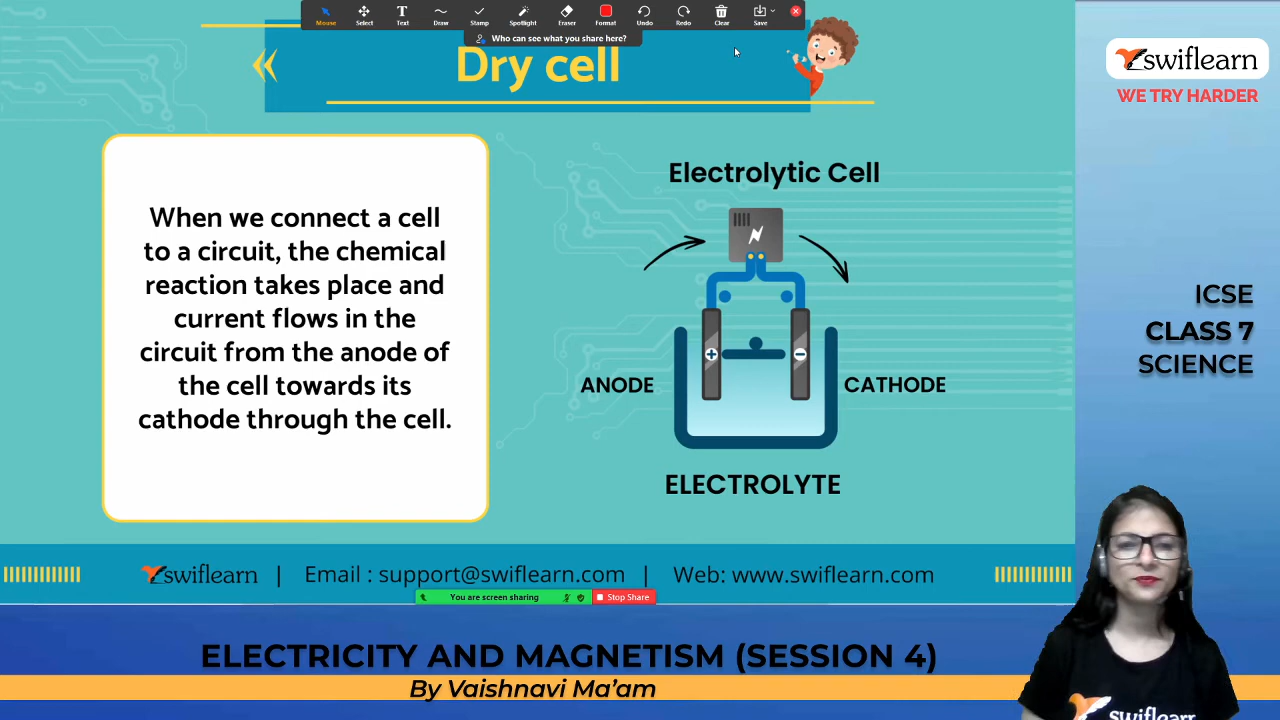 Mouse Select Text Draw Stamp Spotlight Eraser Format Undo Redo Clear Save
Who can see what you share here?
Dry cell
swiflearn
WE TRY HARDER
When we connect a cell
to a circuit, the chemical
reaction takes place and
current flows in the
circuit from the anode of
the cell towards its
cathode through the cell.
Electrolytic Cell
+ −
ANODE CATHODE
ELECTROLYTE
ICSE
CLASS 7
SCIENCE
swiflearn | Email : support@swiflearn.com | Web: www.swiflearn.com
You are screen sharing Stop Share
ELECTRICITY AND MAGNETISM (SESSION 4)
By Vaishnavi Ma’am
swiflearn